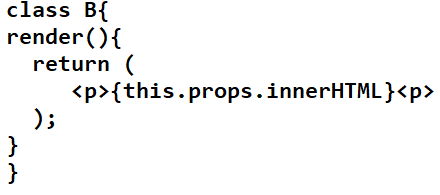 class B{
render(){
  return (
     <p>{this.props.innerHTML}<p>
  );
}
}